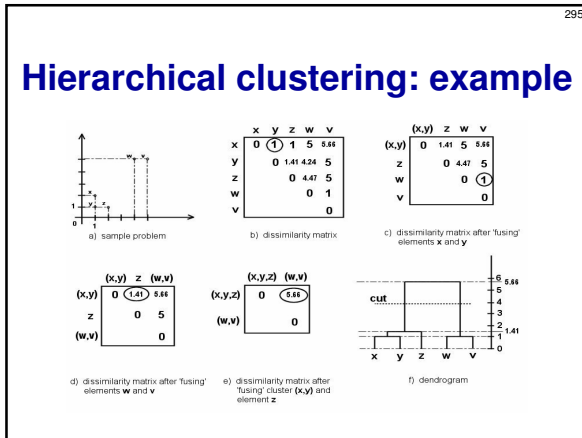 295
Hierarchical clustering: example
w v
x
y z
1
0 1
a) sample problem
x y z w v
x 0 1 1 5 5.66
y 0 1.41 4.24 5
z 0 4.47 5
w 0 1
v 0
b) dissimilarity matrix
(x,y) z w v
(x,y) 0 1.41 5 5.66
z 0 4.47 5
w 0 1
v 0
c) dissimilarity matrix after 'fusing'
elements x and y
(x,y) z (w,v)
(x,y) 0 1.41 5.66
z 0 5
(w,v) 0
d) dissimilarity matrix after 'fusing'
elements w and v
(x,y,z) (w,v)
(x,y,z) 0 5.66
(w,v) 0
e) dissimilarity matrix after
'fusing' cluster (x,y) and
element z
6
5.66
5
cut 4
3
2
1.41
1
0
x y z w v
f) dendrogram